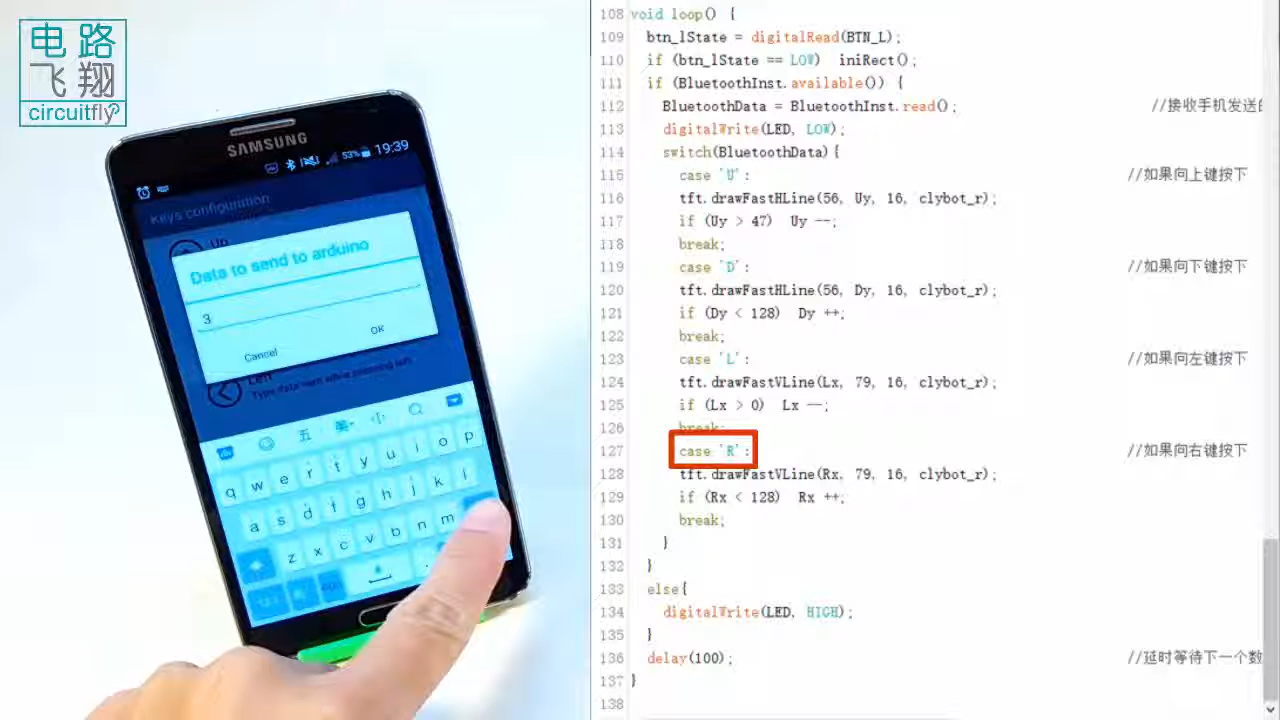 电路
飞翔
circuitfly
SAMSUNG
53% 19:39
Keys configuration
Up
Data to send to arduino
3
Cancel
OK
Left
Type data sent while pressing left
五
q w e r t y u i o p
a s d f g h j k l
z x c v b n m
108 void loop() {
109 btn_lState = digitalRead(BTN_L);
110 if (btn_lState == LOW) iniRect();
111 if (BluetoothInst.available()) {
112 BluetoothData = BluetoothInst.read(); //接收手机发送的
113 digitalWrite(LED, LOW);
114 switch(BluetoothData){
115 case 'U': //如果向上键按下
116 tft.drawFastHLine(56, Uy, 16, clybot_r);
117 if (Uy > 47) Uy --;
118 break;
119 case 'D': //如果向下键按下
120 tft.drawFastHLine(56, Dy, 16, clybot_r);
121 if (Dy < 128) Dy ++;
122 break;
123 case 'L': //如果向左键按下
124 tft.drawFastVLine(Lx, 79, 16, clybot_r);
125 if (Lx > 0) Lx --;
126 break;
127 case 'R': //如果向右键按下
128 tft.drawFastVLine(Rx, 79, 16, clybot_r);
129 if (Rx < 128) Rx ++;
130 break;
131 }
132 }
133 else{
134 digitalWrite(LED, HIGH);
135 }
136 delay(100); //延时等待下一个数
137 }
138